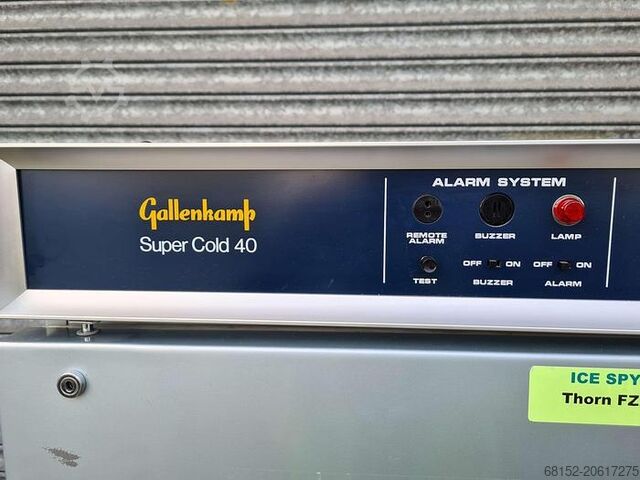 Gallenkamp
Super Cold 40
ALARM SYSTEM
REMOTE ALARM
BUZZER
LAMP
OFF ON
OFF ON
TEST
BUZZER
ALARM
ICE SPY
Thorn FZ
68152-20617275